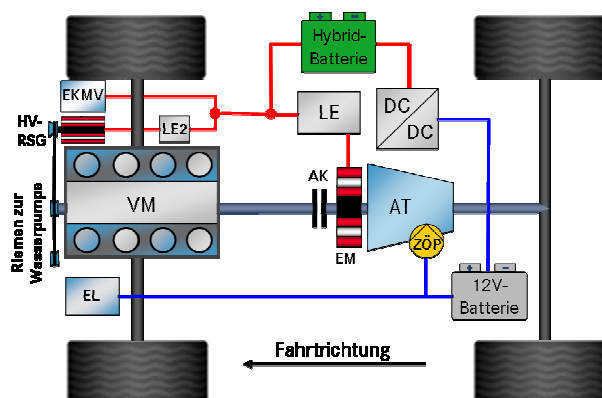 Hybrid-
Batterie
EKMV
HV-
RSG
LE2
LE
DC
DC
Riemen zur
Wasserpumpe
VM
AK
EM
AT
ZÖP
EL
12V-
Batterie
Fahrtrichtung